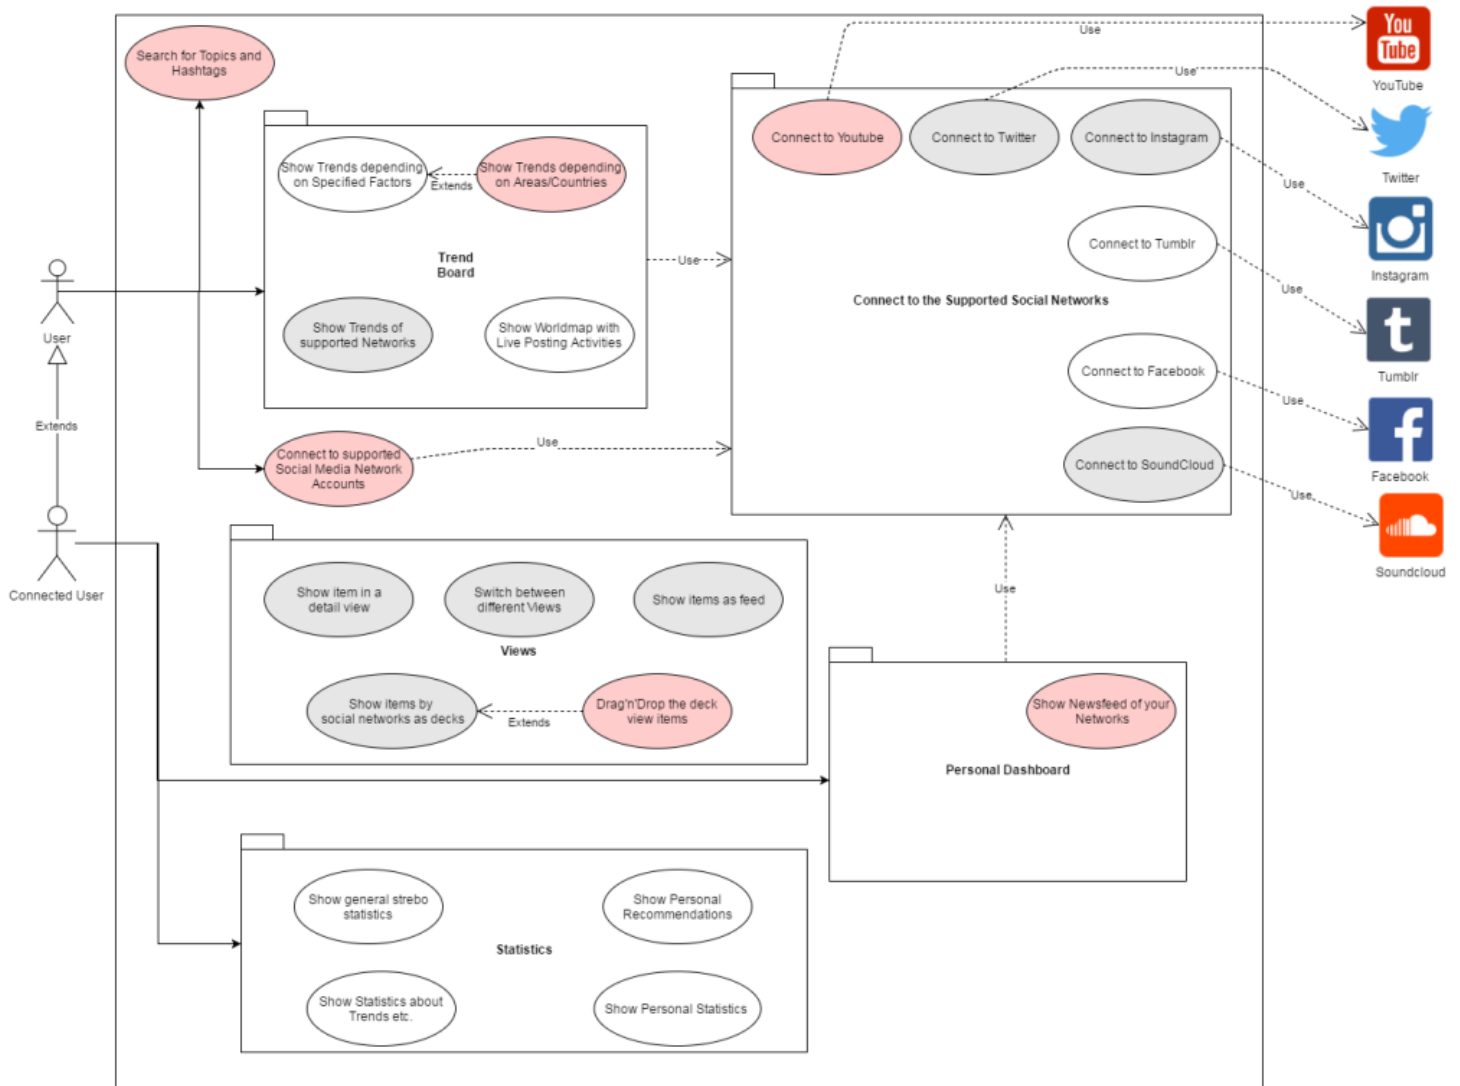 Search for Topics and
Hashtags
Use
You
Tube
YouTube
Use
Connect to Youtube
Connect to Twitter
Connect to Instagram
Twitter
Show Trends depending
on Specified Factors
Extends
Show Trends depending
on Areas/Countries
Use
Connect to Tumblr
Instagram
Trend
Board
Use
Use
Connect to the Supported Social Networks
User
Show Trends of
supported Networks
Show Worldmap with
Live Posting Activities
t
Tumblr
Connect to Facebook
Use
f
Facebook
Extends
Connect to supported
Social Media Network
Accounts
Use
Connect to SoundCloud
Use
Soundcloud
Connected User
Show item in a
detail view
Switch between
different Views
Show items as feed
Use
Views
Show items by
social networks as decks
Extends
Drag'n'Drop the deck
view items
Show Newsfeed of your
Networks
Personal Dashboard
Show general strebo
statistics
Show Personal
Recommendations
Statistics
Show Statistics about
Trends etc.
Show Personal Statistics